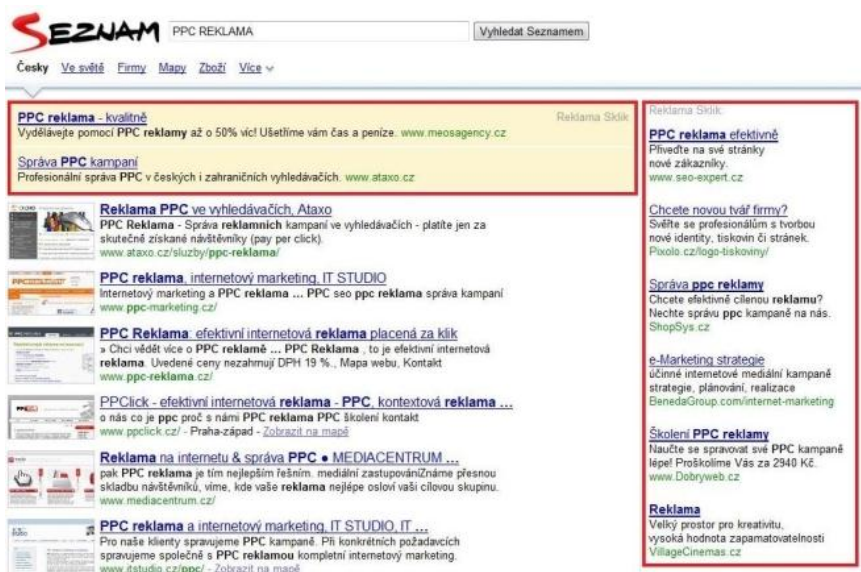 SEZNAM
PPC REKLAMA
Vyhledat Seznamem
Česky Ve světě Firmy Mapy Zboží Více
PPC reklama - kvalitně
Reklama Sklik
Vydělávejte pomocí PPC reklamy až o 50% víc! Ušetříme vám čas a peníze. www.meosagency.cz
Správa PPC kampaní
Profesionální správa PPC v českých i zahraničních vyhledávačích. www.ataxo.cz
Reklama PPC ve vyhledávačích, Ataxo
PPC Reklama - Správa reklamních kampaní ve vyhledávačích - platíte jen za
skutečně získané návštěvníky (pay per click).
www.ataxo.cz/sluzby/ppc-reklama/
PPC reklama, internetový marketing, IT STUDIO
Internetový marketing a PPC reklama ... PPC seo ppc reklama správa kampaní
www.ppc-marketing.cz/
PPC Reklama: efektivní internetová reklama placená za klik
» Chci vědět více o PPC reklamě ... PPC Reklama , to je efektivní internetová
reklama. Uvedené ceny nezahrnují DPH 19 %., Mapa webu, Kontakt
www.ppc-reklama.cz/
PPClick - efektivní internetová reklama - PPC, kontextová reklama ...
o nás co je ppc proč s námi PPC reklama PPC školení kontakt
www.ppclick.cz/ - Praha-západ - Zobrazit na mapě
Reklama na internetu & správa PPC ● MEDIACENTRUM ...
pak PPC reklama je tím nejlepším řešním. mediální zastupováníZnáme přesnou
skladbu návštěvníků, víme, kde vaše reklama nejlépe osloví vaši cílovou skupinu.
www.mediacentrum.cz/
PPC reklama a internetový marketing, IT STUDIO, IT ...
Pro naše klienty spravujeme PPC kampaně. Při konkrétních požadavcích
spravujeme společně s PPC reklamou kompletní internetový marketing.
www.itstudio.cz/ppc/ - Zobrazit na mapě
Reklama Sklik
PPC reklama efektivně
Přiveďte na své stránky
nové zákazníky.
www.seo-expert.cz
Chcete novou tvář firmy?
Svěřte se profesionálům s tvorbou
nové identity, tiskovin či stránek.
Pixolo.cz/logo-tiskoviny/
Správa ppc reklamy
Chcete efektivně cílenou reklamu?
Nechte správu ppc kampaně na nás.
ShopSys.cz
e-Marketing strategie
účinné internetové mediální kampaně
strategie, plánování, realizace
BenedaGroup.com/internet-marketing
Školení PPC reklamy
Naučte se spravovat své PPC kampaně
lépe! Proškolíme Vás za 2940 Kč.
www.Dobryweb.cz
Reklama
Velký prostor pro kreativitu,
vysoká hodnota zapamatovatelnosti
VillageCinemas.cz